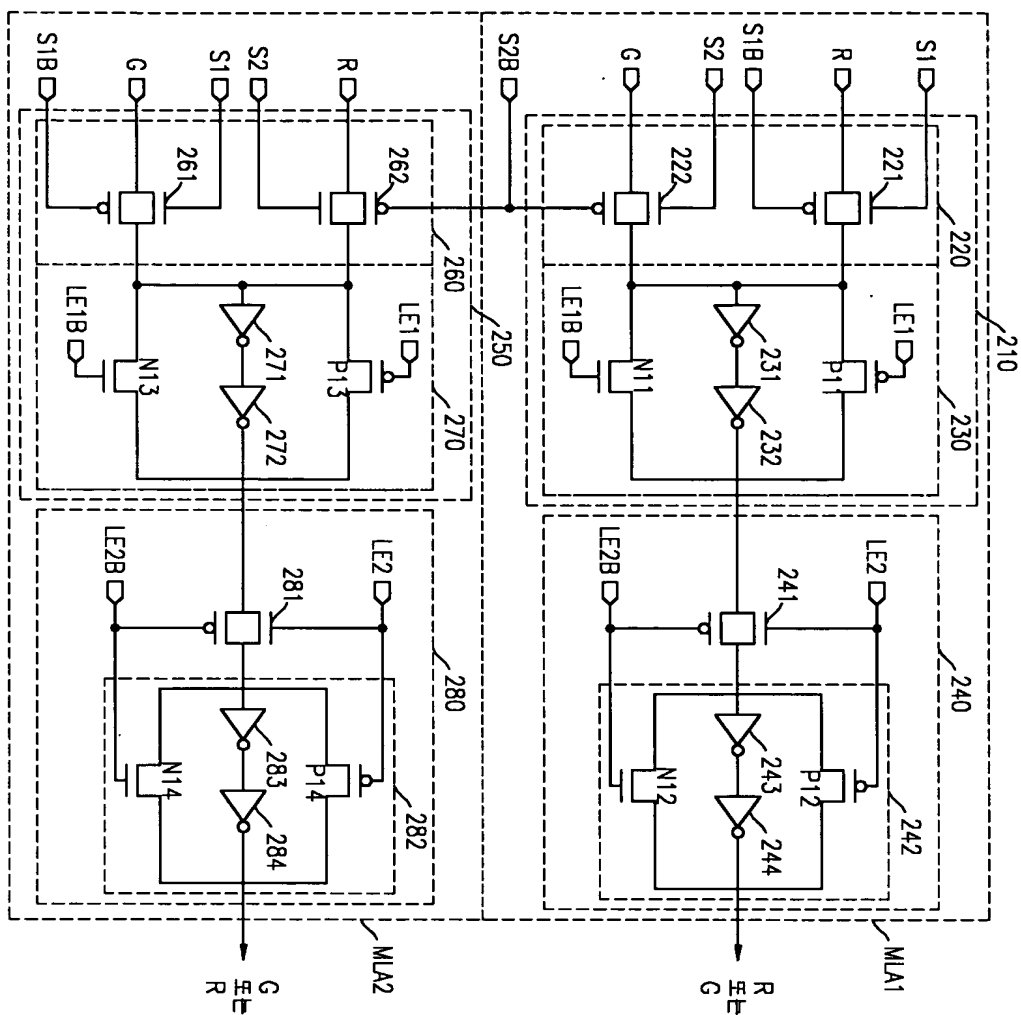 210
S1
221
220
LE1
230
R
P11
LE2
240
MLA1
S1B
231
232
241
P12
242
R
또는
G
S2
222
243
244
G
N11
N12
LE1B
LE2B
S2B
250
R
262
260
LE1
270
P13
LE2
280
MLA2
S2
271
272
281
P14
282
G
또는
R
S1
261
283
284
G
N13
N14
S1B
LE1B
LE2B